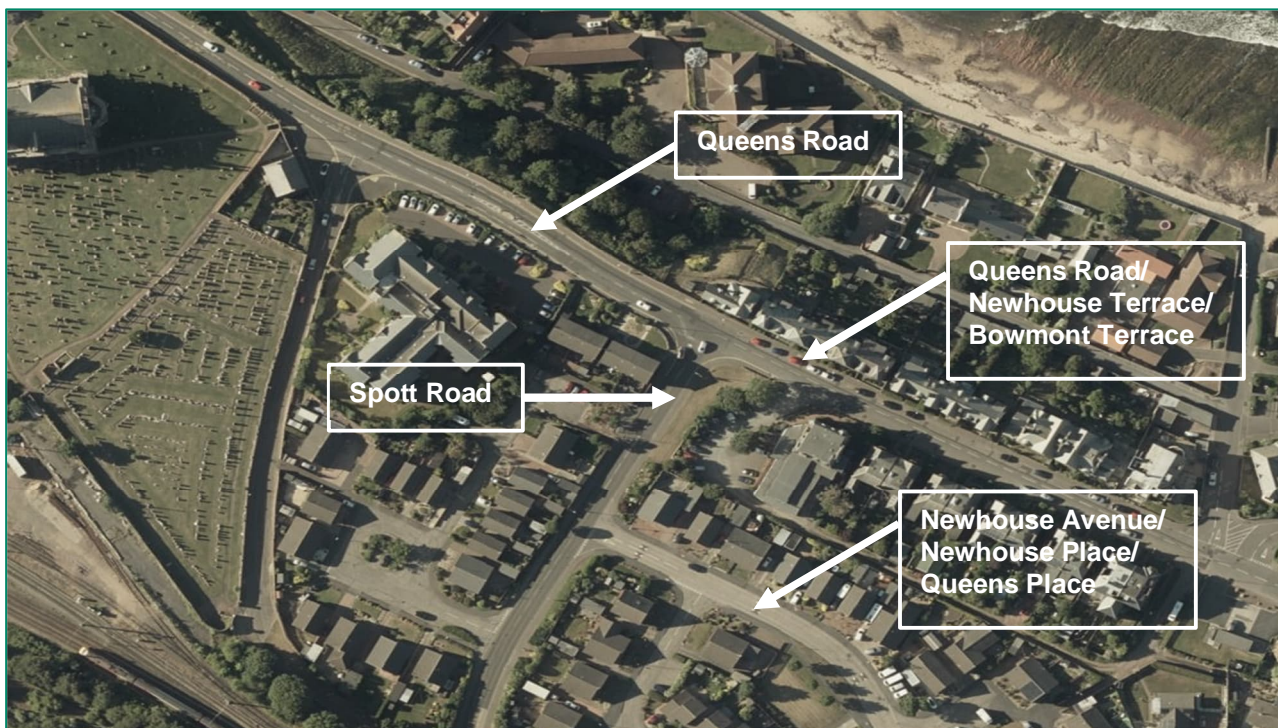 Queens Road
Queens Road/
Newhouse Terrace/
Bowmont Terrace
Spott Road
Newhouse Avenue/
Newhouse Place/
Queens Place